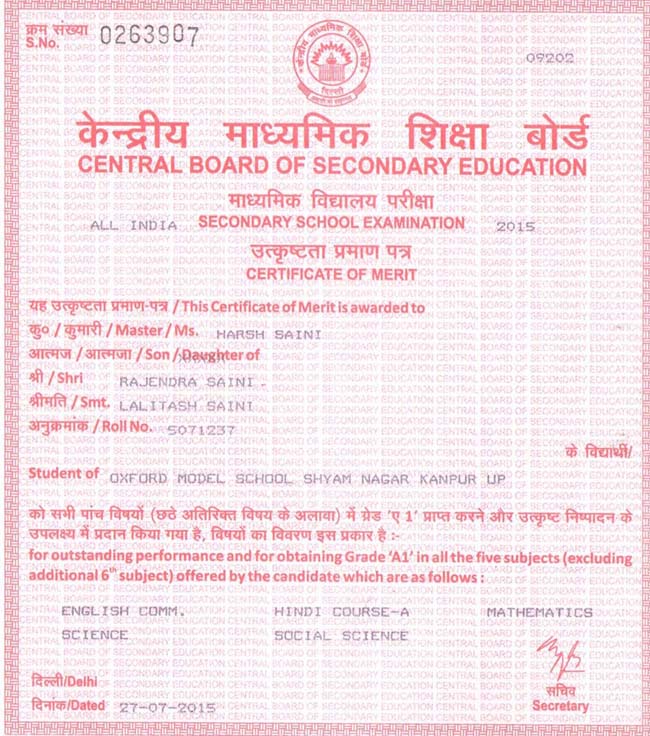 क्रम संख्या
S.No. 0263907
केन्द्रीय माध्यमिक शिक्षा बोर्ड
दिल्ली
09202
केन्द्रीय माध्यमिक शिक्षा बोर्ड
CENTRAL BOARD OF SECONDARY EDUCATION
माध्यमिक विद्यालय परीक्षा
ALL INDIA SECONDARY SCHOOL EXAMINATION 2015
उत्कृष्टता प्रमाण पत्र
CERTIFICATE OF MERIT
यह उत्कृष्टता प्रमाण-पत्र / This Certificate of Merit is awarded to
कु० / कुमारी / Master / Ms. HARSH SAINI
आत्मज / आत्मजा / Son / Daughter of
श्री / Shri RAJENDRA SAINI .
श्रीमति / Smt. LALITASH SAINI
अनुक्रमांक / Roll No. 5071237
के विद्यार्थी/
Student of OXFORD MODEL SCHOOL SHYAM NAGAR KANPUR UP
को सभी पांच विषयों (छठे अतिरिक्त विषय के अलावा) में ग्रेड 'ए 1' प्राप्त करने और उत्कृष्ट निष्पादन के
उपलक्ष्य में प्रदान किया गया है, विषयों का विवरण इस प्रकार है :-
for outstanding performance and for obtaining Grade 'A1' in all the five subjects (excluding
additional 6th subject) offered by the candidate which are as follows :
ENGLISH COMM. HINDI COURSE-A MATHEMATICS
SCIENCE SOCIAL SCIENCE
दिल्ली/Delhi
दिनांक/Dated 27-07-2015
सचिव
Secretary